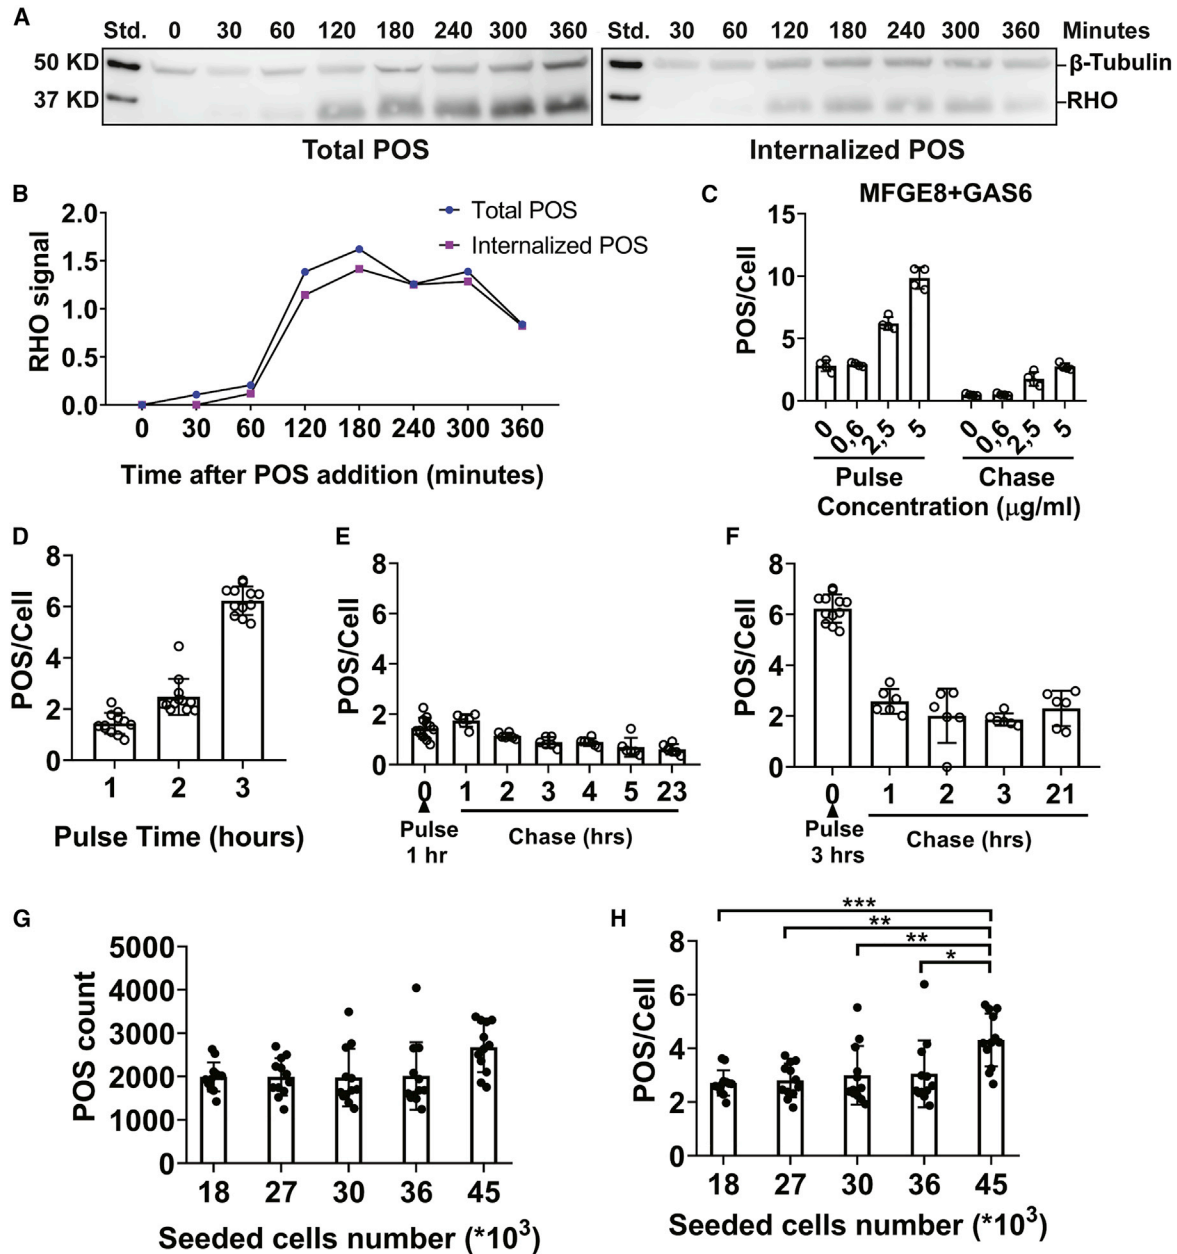 A
Std. 0 30 60 120 180 240 300 360
Std. 30 60 120 180 240 300 360 Minutes
50 KD
37 KD
β-Tubulin
RHO
Total POS
Internalized POS
B
2.0
1.5
1.0
0.5
0.0
RHO signal
Total POS
Internalized POS
0 30 60 120 180 240 300 360
Time after POS addition (minutes)
C
MFGE8+GAS6
15
10
5
0
POS/Cell
0 0,6 2,5 5 0 0,6 2,5 5
Pulse Chase
Concentration (μg/ml)
D
8
6
4
2
0
POS/Cell
1 2 3
Pulse Time (hours)
E
8
6
4
2
0
POS/Cell
0 1 2 3 4 5 23
Pulse
1 hr
Chase (hrs)
F
8
6
4
2
0
POS/Cell
0 1 2 3 21
Pulse
3 hrs
Chase (hrs)
G
5000
4000
3000
2000
1000
0
POS count
18 27 30 36 45
Seeded cells number (*10³)
H
***
**
**
*
8
6
4
2
0
POS/Cell
18 27 30 36 45
Seeded cells number (*10³)